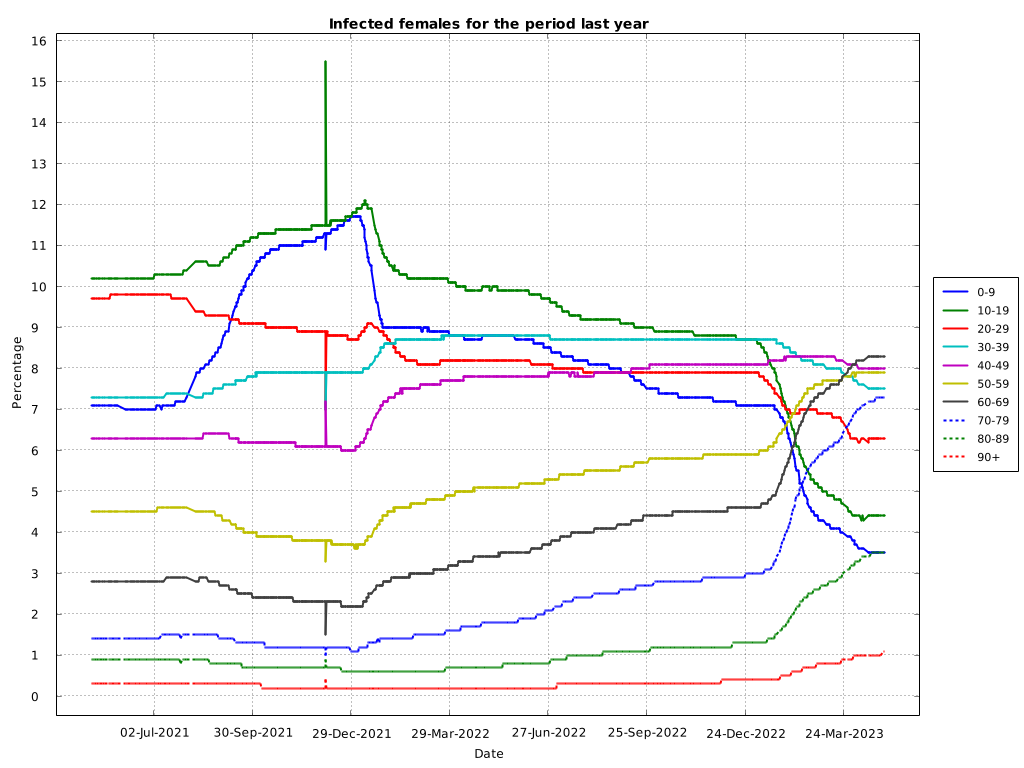 Infected females for the period last year
Percentage
16
15
14
13
12
11
10
9
8
7
6
5
4
3
2
1
0
02-Jul-2021
30-Sep-2021
29-Dec-2021
29-Mar-2022
27-Jun-2022
25-Sep-2022
24-Dec-2022
24-Mar-2023
Date
0-9
10-19
20-29
30-39
40-49
50-59
60-69
70-79
80-89
90+